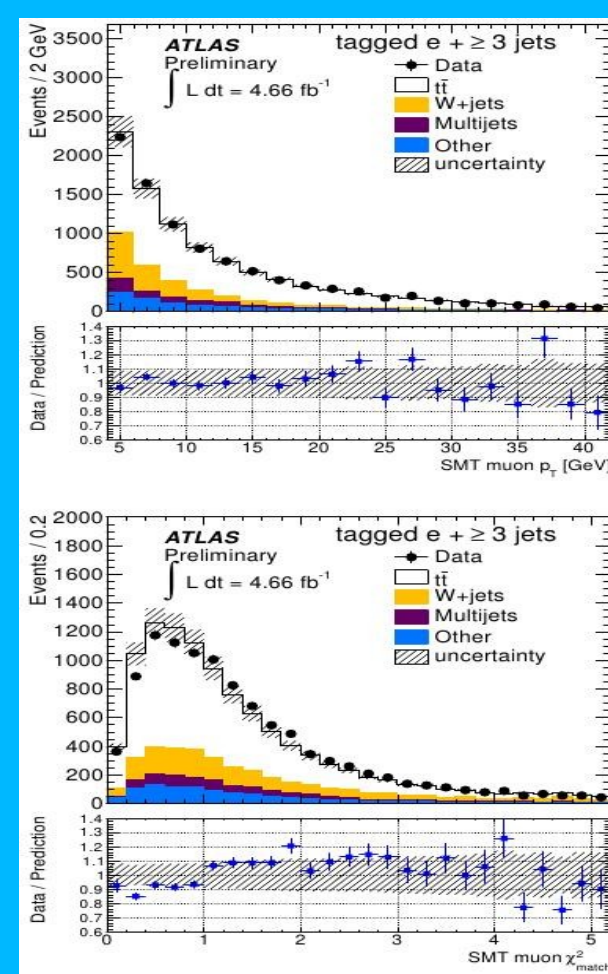 ATLAS
Preliminary
∫ L dt = 4.66 fb⁻¹
tagged e + ≥ 3 jets
Data
tt̄
W+jets
Multijets
Other
uncertainty
Events / 2 GeV
3500
3000
2500
2000
1500
1000
500
0
Data / Prediction
1.4
1.3
1.2
1.1
1.0
0.9
0.8
0.7
0.6
5 10 15 20 25 30 35 40
SMT muon p_T [GeV]
ATLAS
Preliminary
∫ L dt = 4.66 fb⁻¹
tagged e + ≥ 3 jets
Data
tt̄
W+jets
Multijets
Other
uncertainty
Events / 0.2
2000
1800
1600
1400
1200
1000
800
600
400
200
0
Data / Prediction
1.4
1.3
1.2
1.1
1.0
0.9
0.8
0.7
0.6
0 1 2 3 4 5
SMT muon χ²_match